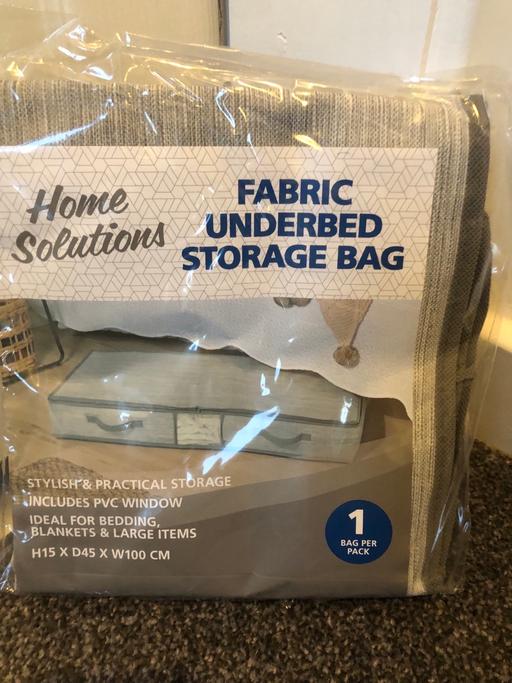 Home
Solutions
FABRIC
UNDERBED
STORAGE BAG
STYLISH & PRACTICAL STORAGE
INCLUDES PVC WINDOW
IDEAL FOR BEDDING,
BLANKETS & LARGE ITEMS
H15 X D45 X W100 CM
1
BAG PER
PACK